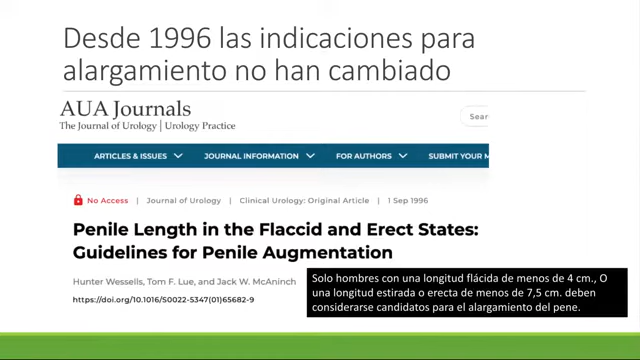 Desde 1996 las indicaciones para
alargamiento no han cambiado
AUA Journals
The Journal of Urology | Urology Practice
Sear
ARTICLES & ISSUES
JOURNAL INFORMATION
FOR AUTHORS
SUBMIT YOUR M
No Access | Journal of Urology | Clinical Urology: Original Article | 1 Sep 1996
Penile Length in the Flaccid and Erect States:
Guidelines for Penile Augmentation
Hunter Wessells, Tom F. Lue, and Jack W. McAninch
https://doi.org/10.1016/S0022-5347(01)65682-9
Solo hombres con una longitud flácida de menos de 4 cm., O
una longitud estirada o erecta de menos de 7,5 cm. deben
considerarse candidatos para el alargamiento del pene.